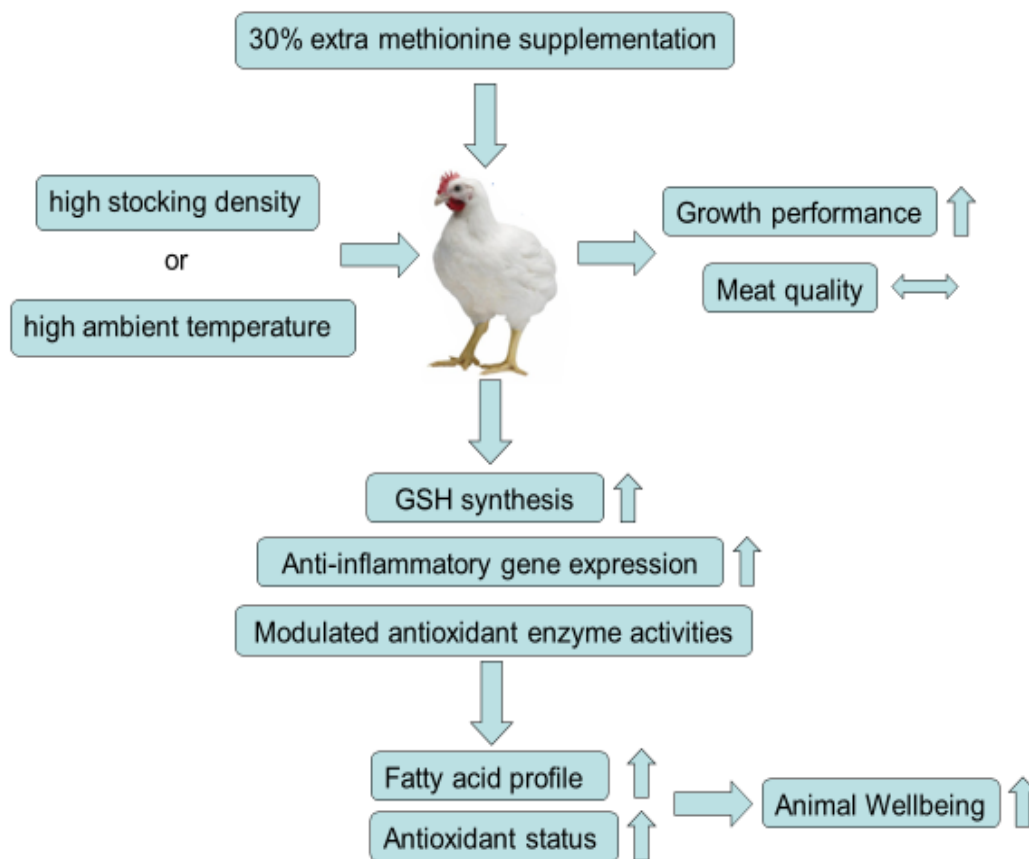 30% extra methionine supplementation
high stocking density
or
high ambient temperature
Growth performance
Meat quality
GSH synthesis
Anti-inflammatory gene expression
Modulated antioxidant enzyme activities
Fatty acid profile
Antioxidant status
Animal Wellbeing